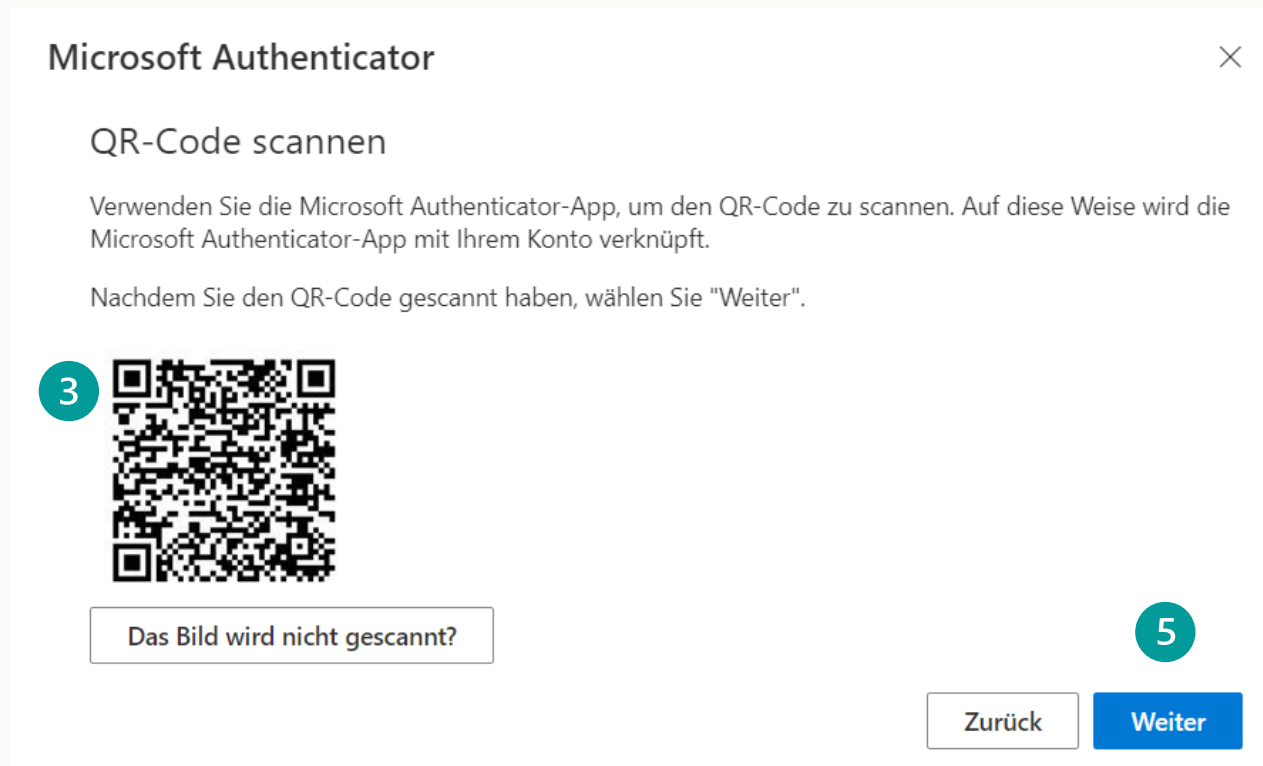 Microsoft Authenticator
QR-Code scannen
Verwenden Sie die Microsoft Authenticator-App, um den QR-Code zu scannen. Auf diese Weise wird die
Microsoft Authenticator-App mit Ihrem Konto verknüpft.
Nachdem Sie den QR-Code gescannt haben, wählen Sie "Weiter".
3
Das Bild wird nicht gescannt?
5
Zurück
Weiter